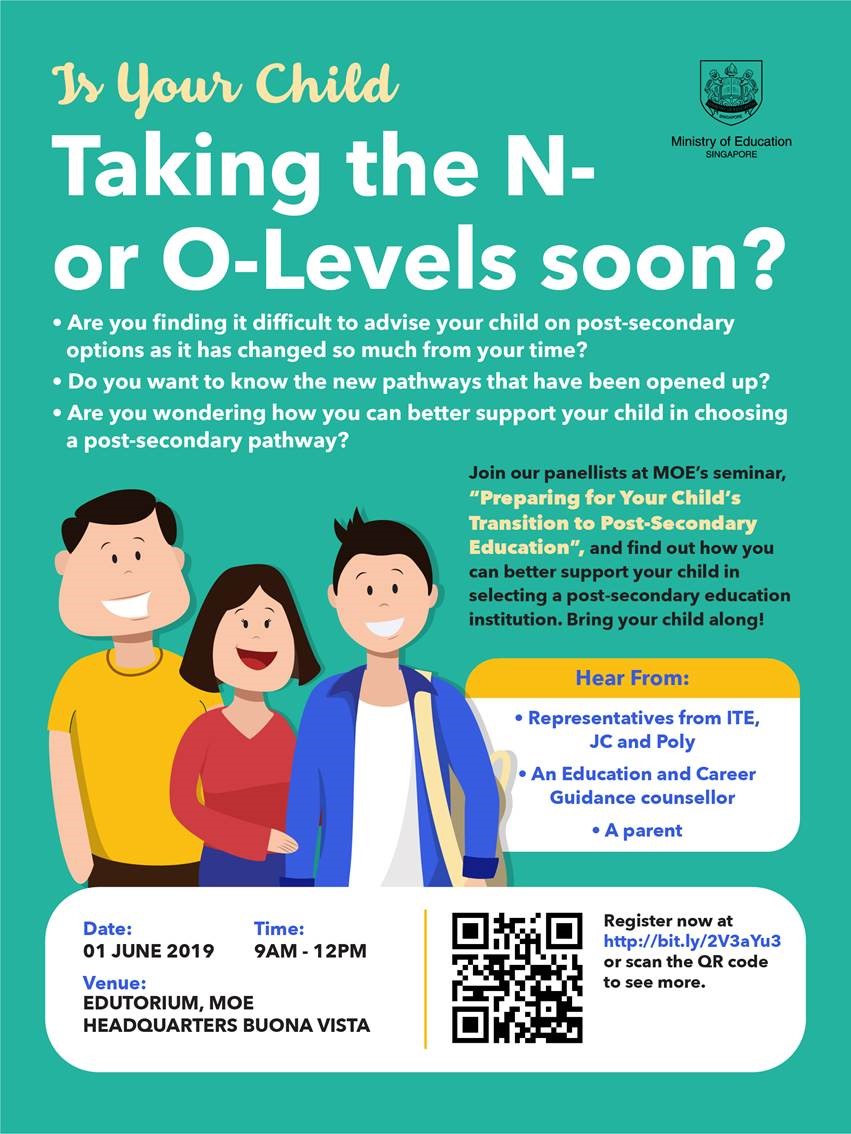 Is Your Child
Taking the N-
or O-Levels soon?
Ministry of Education
SINGAPORE
• Are you finding it difficult to advise your child on post-secondary
options as it has changed so much from your time?
• Do you want to know the new pathways that have been opened up?
• Are you wondering how you can better support your child in choosing
a post-secondary pathway?
Join our panellists at MOE's seminar,
"Preparing for Your Child's
Transition to Post-Secondary
Education", and find out how you
can better support your child in
selecting a post-secondary education
institution. Bring your child along!
Hear From:
• Representatives from ITE,
JC and Poly
• An Education and Career
Guidance counsellor
• A parent
Date:
01 JUNE 2019
Time:
9AM - 12PM
Venue:
EDUTORIUM, MOE
HEADQUARTERS BUONA VISTA
Register now at
http://bit.ly/2V3aYu3
or scan the QR code
to see more.